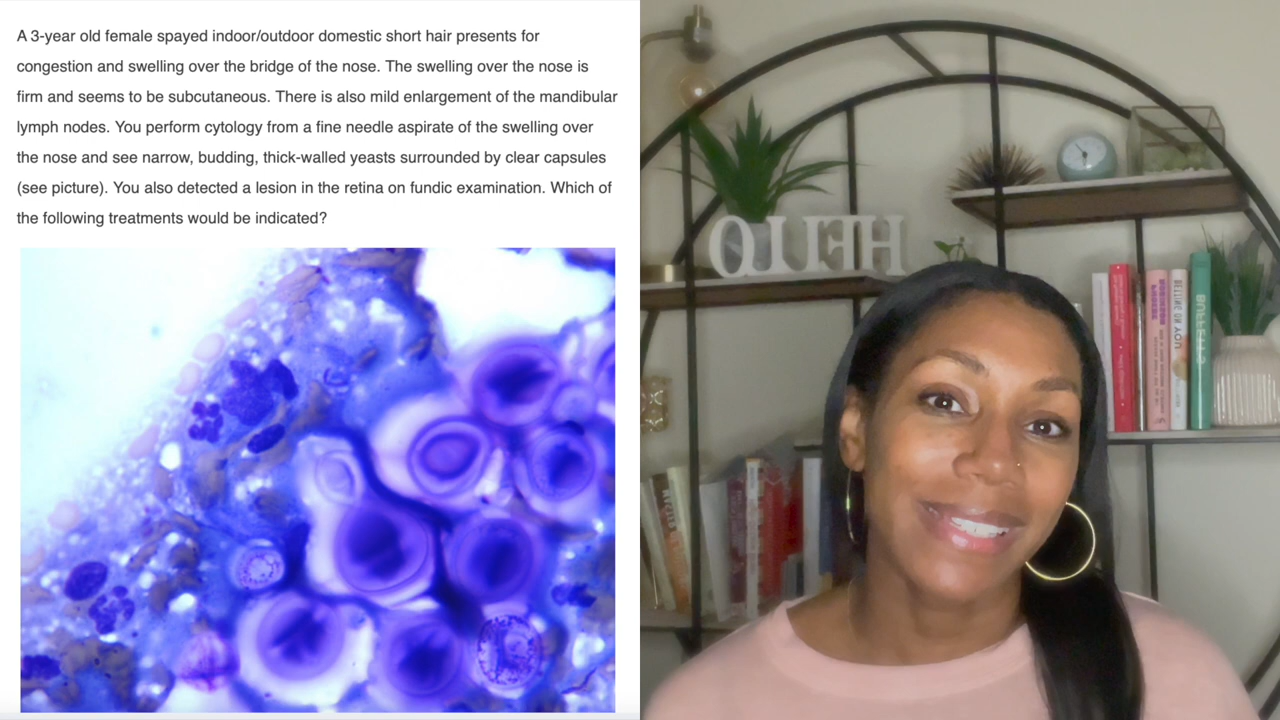 A 3-year old female spayed indoor/outdoor domestic short hair presents for
congestion and swelling over the bridge of the nose. The swelling over the nose is
firm and seems to be subcutaneous. There is also mild enlargement of the mandibular
lymph nodes. You perform cytology from a fine needle aspirate of the swelling over
the nose and see narrow, budding, thick-walled yeasts surrounded by clear capsules
(see picture). You also detected a lesion in the retina on fundic examination. Which of
the following treatments would be indicated?
HELLO